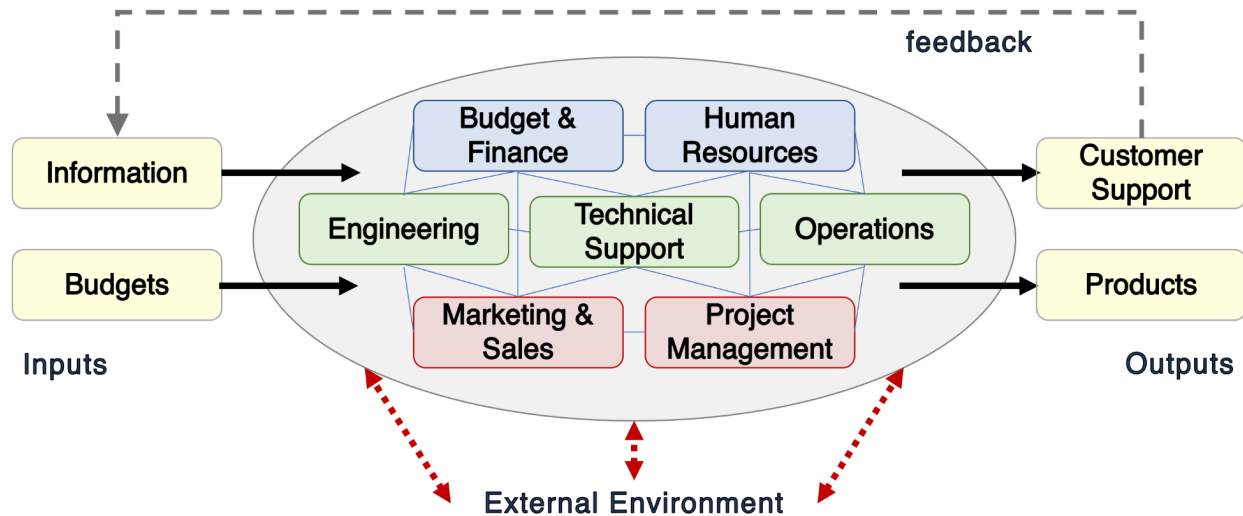 feedback
Budget &
Finance
Human
Resources
Information
Customer
Support
Engineering
Technical
Support
Operations
Budgets
Products
Marketing &
Sales
Project
Management
Inputs
Outputs
External Environment